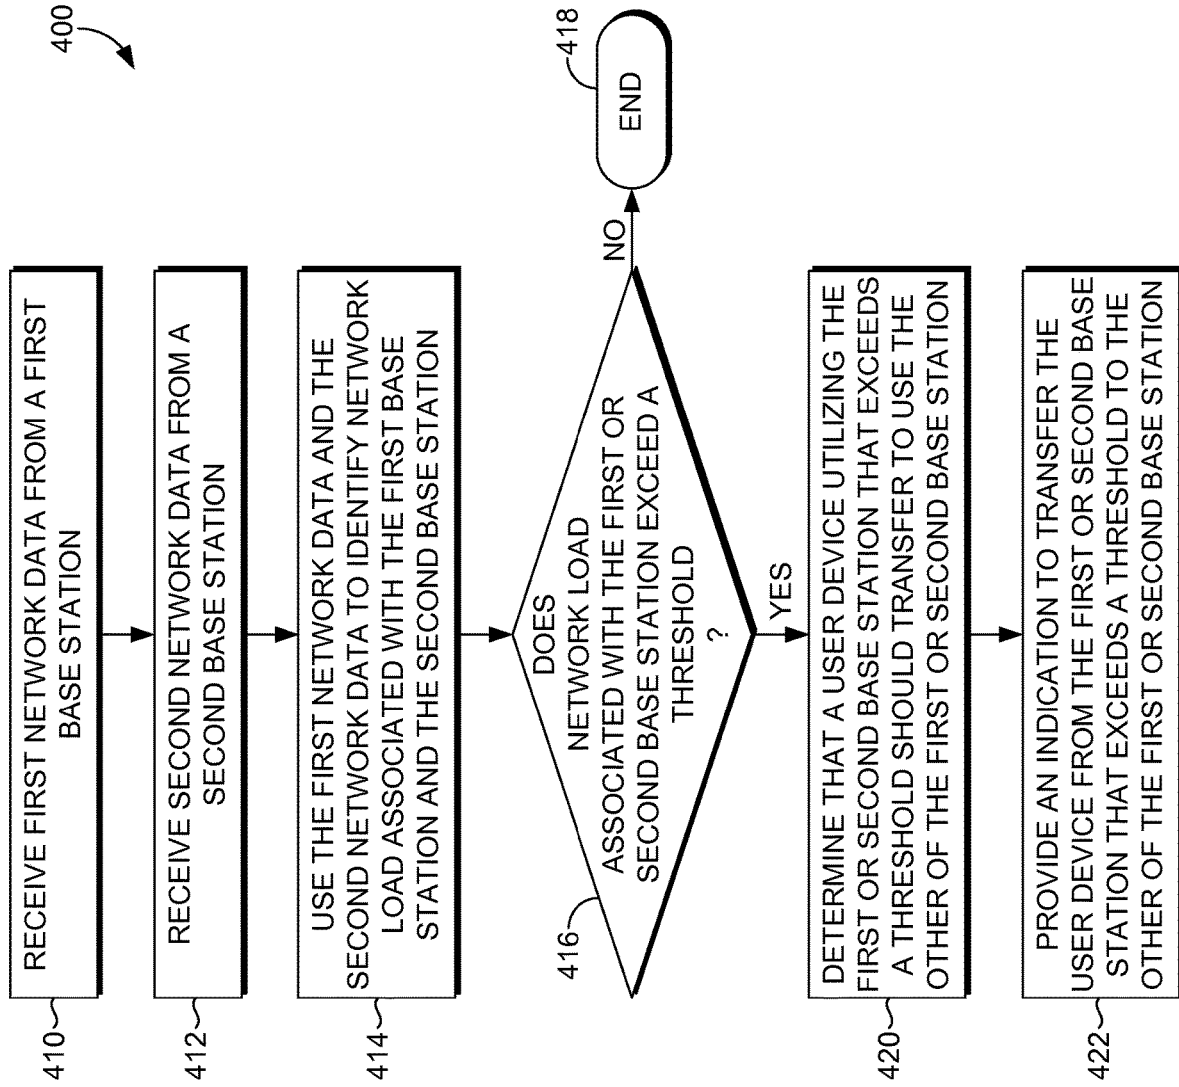 400
410
RECEIVE FIRST NETWORK DATA FROM A FIRST
BASE STATION
412
RECEIVE SECOND NETWORK DATA FROM A
SECOND BASE STATION
414
USE THE FIRST NETWORK DATA AND THE
SECOND NETWORK DATA TO IDENTIFY NETWORK
LOAD ASSOCIATED WITH THE FIRST BASE
STATION AND THE SECOND BASE STATION
416
DOES
NETWORK LOAD
ASSOCIATED WITH THE FIRST OR
SECOND BASE STATION EXCEED A
THRESHOLD
?
NO
418
END
YES
420
DETERMINE THAT A USER DEVICE UTILIZING THE
FIRST OR SECOND BASE STATION THAT EXCEEDS
A THRESHOLD SHOULD TRANSFER TO USE THE
OTHER OF THE FIRST OR SECOND BASE STATION
422
PROVIDE AN INDICATION TO TRANSFER THE
USER DEVICE FROM THE FIRST OR SECOND BASE
STATION THAT EXCEEDS A THRESHOLD TO THE
OTHER OF THE FIRST OR SECOND BASE STATION